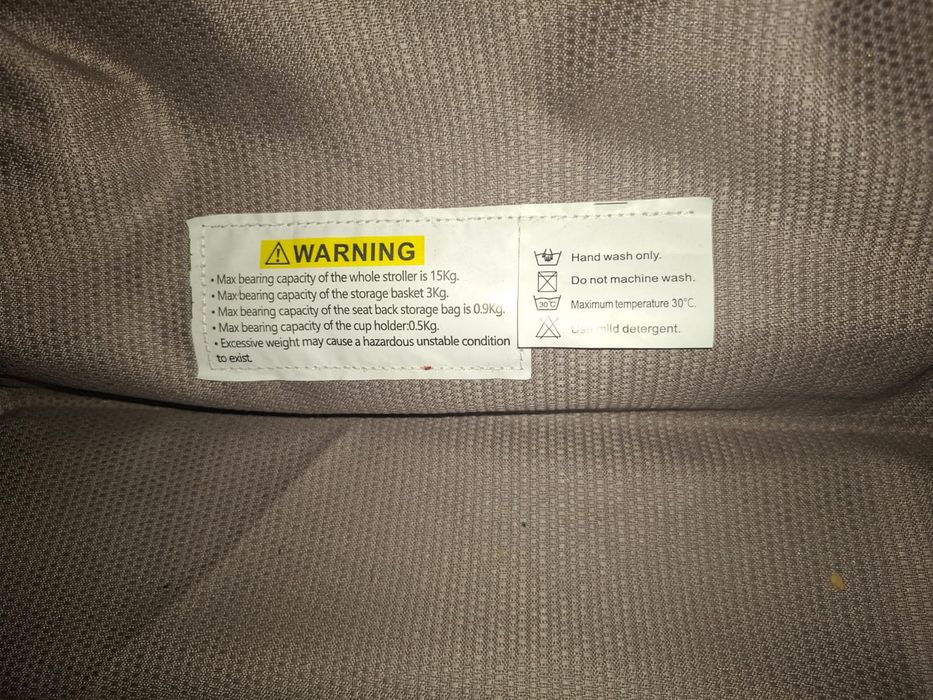 WARNING
• Max bearing capacity of the whole stroller is 15Kg.
• Max bearing capacity of the storage basket 3Kg.
• Max bearing capacity of the seat back storage bag is 0.9Kg.
• Max bearing capacity of the cup holder:0.5Kg.
• Excessive weight may cause a hazardous unstable condition
to exist.
Hand wash only.
Do not machine wash.
30°C Maximum temperature 30°C.
Use mild detergent.